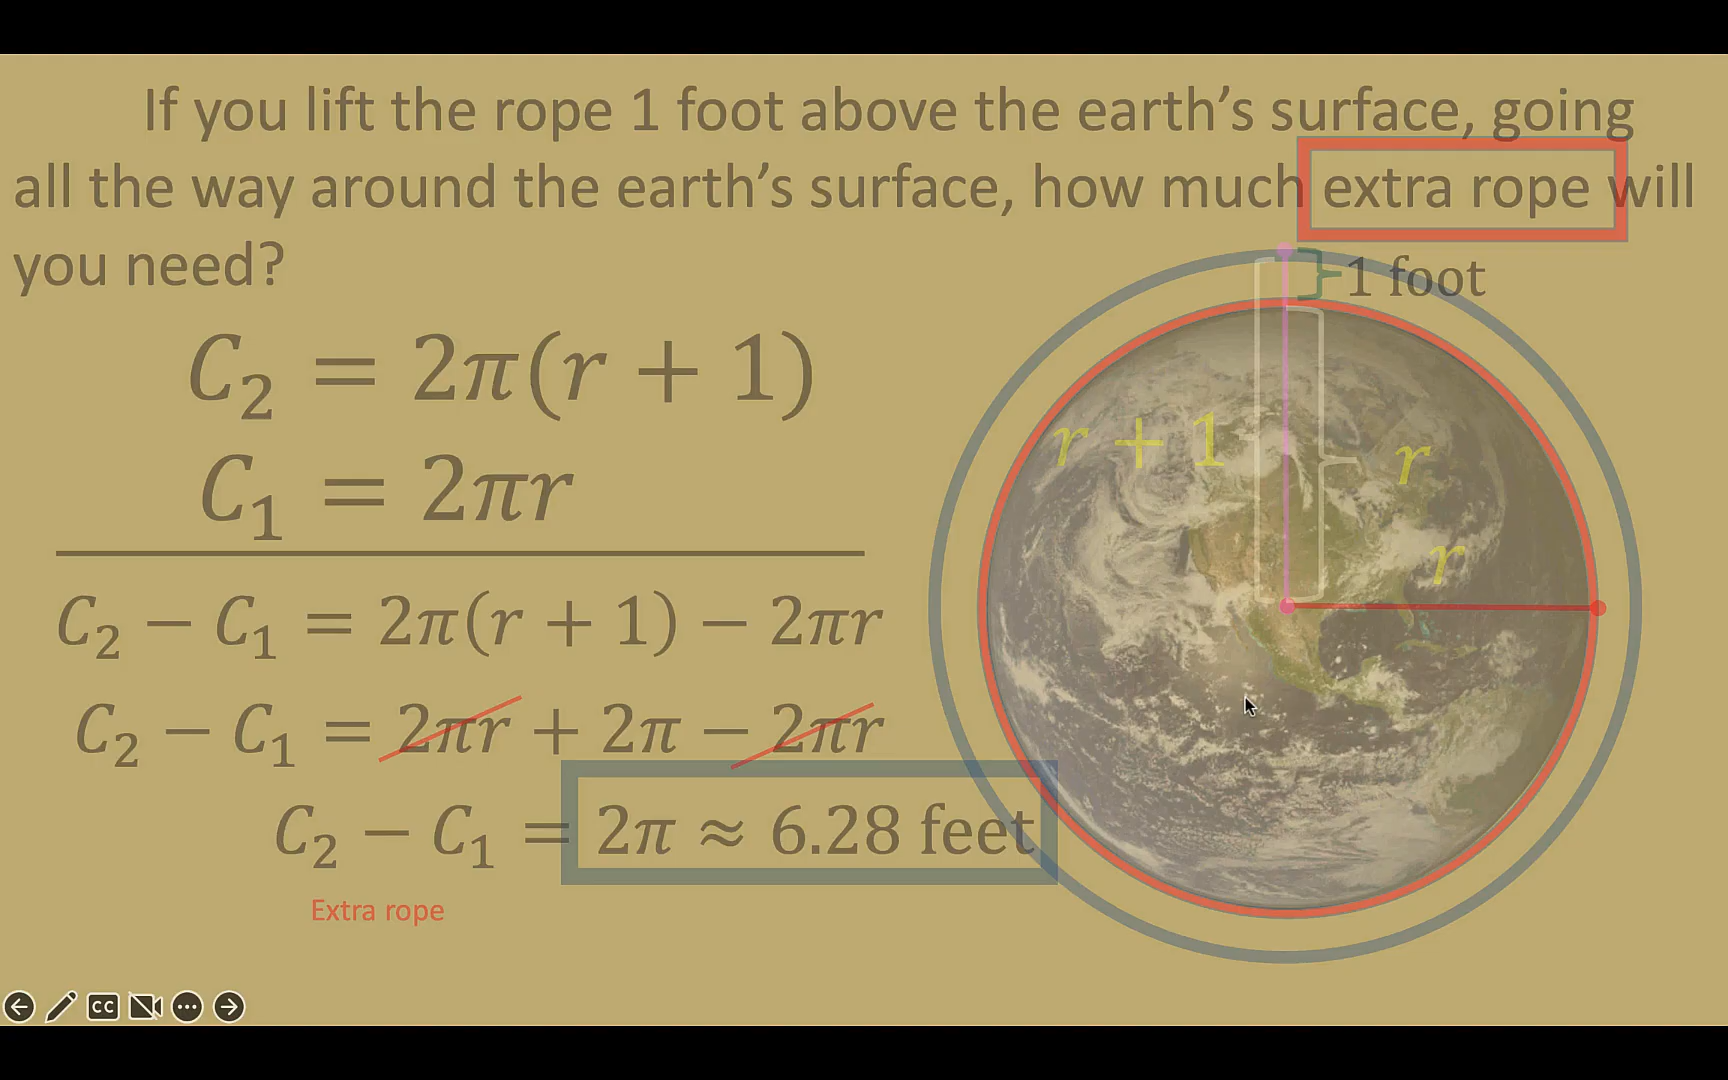 If you lift the rope 1 foot above the earth’s surface, going
all the way around the earth’s surface, how much extra rope will
you need?
1 foot
C₂ = 2π(r + 1)
C₁ = 2πr
r + 1
r
r
C₂ − C₁ = 2π(r + 1) − 2πr
C₂ − C₁ = 2πr + 2π − 2πr
C₂ − C₁ = 2π ≈ 6.28 feet
Extra rope
CC